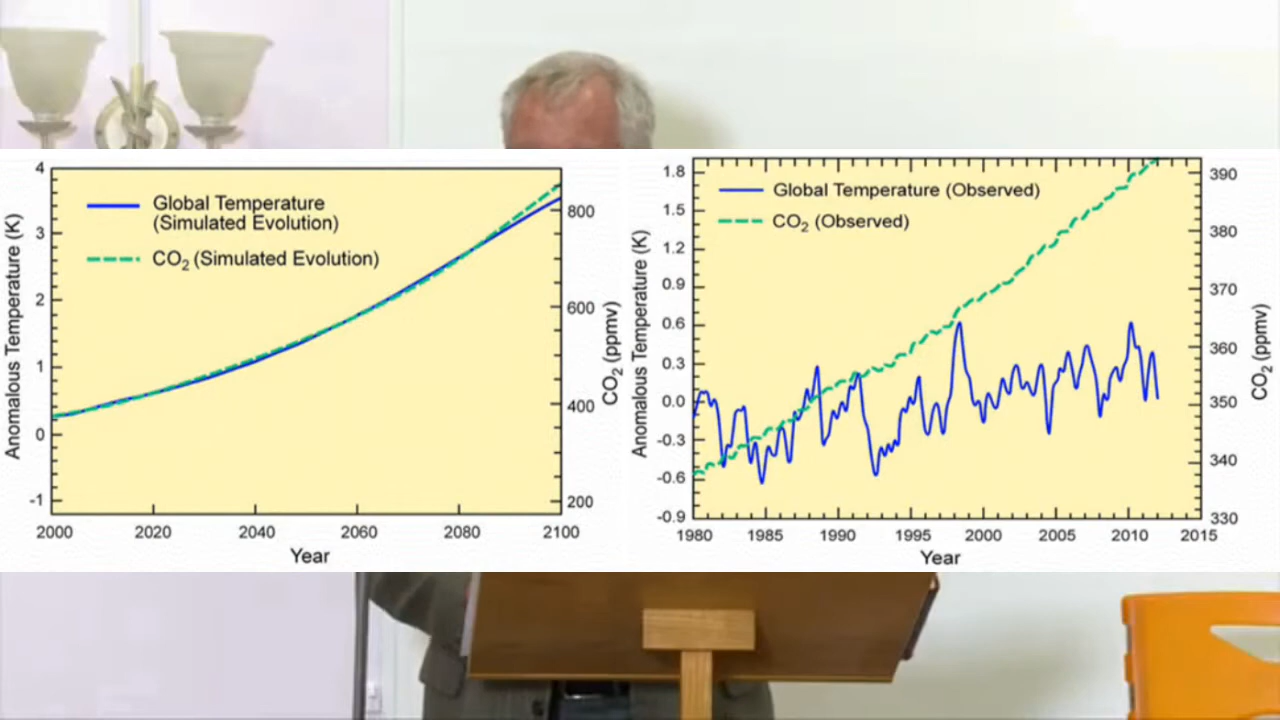 4
3
2
1
0
-1
Anomalous Temperature (K)
Global Temperature
(Simulated Evolution)
CO₂ (Simulated Evolution)
800
600
400
200
CO₂ (ppmv)
2000 2020 2040 2060 2080 2100
Year
1.8
1.5
1.2
0.9
0.6
0.3
0.0
-0.3
-0.6
-0.9
Anomalous Temperature (K)
Global Temperature (Observed)
CO₂ (Observed)
390
380
370
360
350
340
330
CO₂ (ppmv)
1980 1985 1990 1995 2000 2005 2010 2015
Year